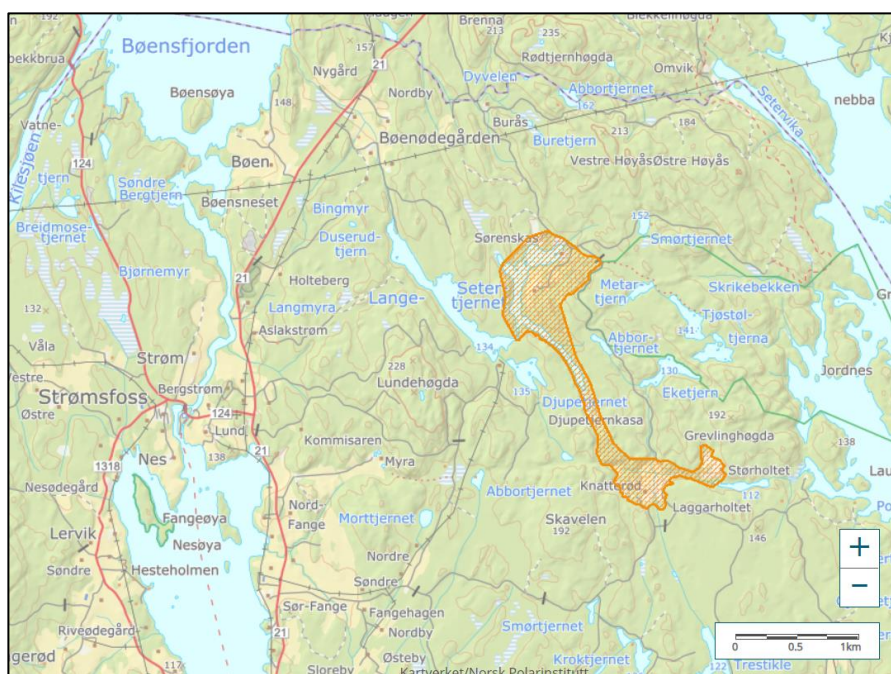 192
Brenna
213
235
Rødtjernhøgda
Omvik
Bøensfjorden
157
21
Nygård
Dyvelen
Abbortjernet
162
nebba
Setervika
Bøensøya
148
Nordby
Burås
213
184
Vatne-
Bøenødegården
Buretjern
Kilesjøen
124
Bøen
Vestre Høyås
Østre Høyås
tjern
Søndre
Bergtjern
Bøensneset
Bingmyr
152
Breidmose-
tjernet
Duserud-
tjern
Sørenskas
Smørtjernet
Bjørnemyr
21
Holteberg
Seter
tjernet
Metar-
tjern
Skrikebekken
132
Langmyra
Lange-
Tjøstøl-
tjerna
Aslakstrøm
141
Våla
Strøm
134
Abbor-
tjernet
228
Lundehøgda
130
Jordnes
Bergstrøm
135
Eketjern
Strømsfoss
Østre
124
Djupetjernet
192
Lund
Djupetjernkasa
Grevlinghøgda
Kommisaren
138
21
138
1318
Nes
Myra
Størholtet
Nesødegård
Knatterød
Abbortjernet
112
Nord-
Fange
Laggarholtet
Fangeøya
Morttjernet
Skavelen
192
146
Lervik
Nesøya
Nordre
Søndre
Hesteholmen
Søndre
Sør-Fange
Fangehagen
Riveødegård-
21
Nordby
Smørtjernet
0
0,5
1km
gerød
Østeby
117
Sloreby
Kroktjernet
122
Trestikle
Kartverket/Norsk Polarinstitutt